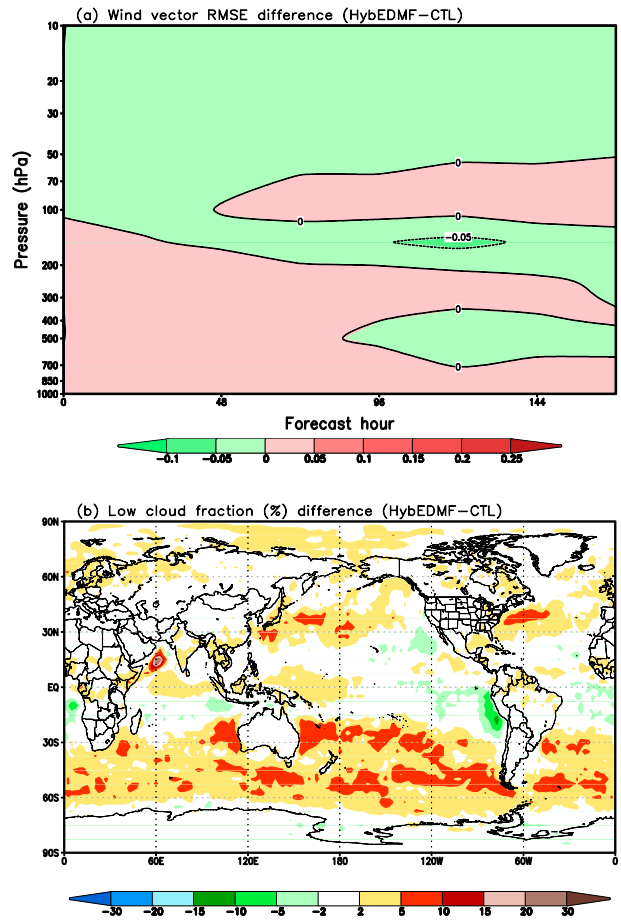 (a) Wind vector RMSE difference (HybEDMF-CTL)
10
20
30
50
70
100
200
300
400
500
700
850
1000
Pressure (hPa)
0
0
0
-0.05
0
0
0 48 96 144
Forecast hour
-0.1 -0.05 0 0.05 0.1 0.15 0.2 0.25
(b) Low cloud fraction (%) difference (HybEDMF-CTL)
90N
60N
30N
EQ
30S
60S
90S
0 60E 120E 180 120W 60W 0
-30 -20 -15 -10 -5 -2 2 5 10 15 20 30